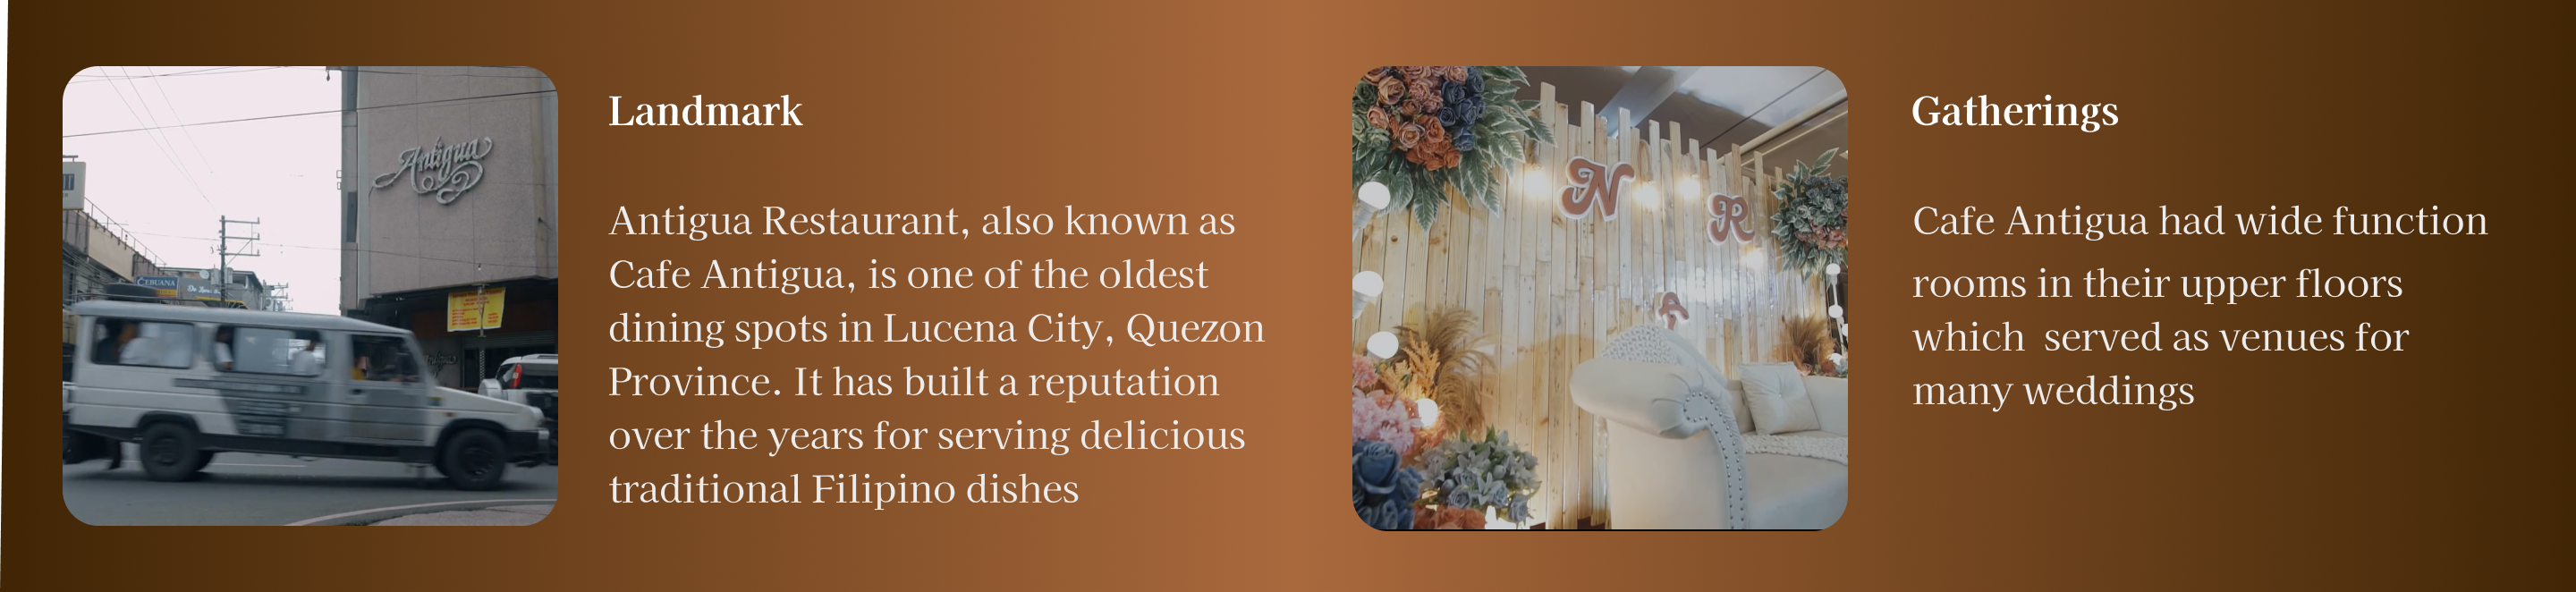 Antigua
CEBUANA
Landmark
Antigua Restaurant, also known as
Cafe Antigua, is one of the oldest
dining spots in Lucena City, Quezon
Province. It has built a reputation
over the years for serving delicious
traditional Filipino dishes
N
R
Gatherings
Cafe Antigua had wide function
rooms in their upper floors
which  served as venues for
many weddings